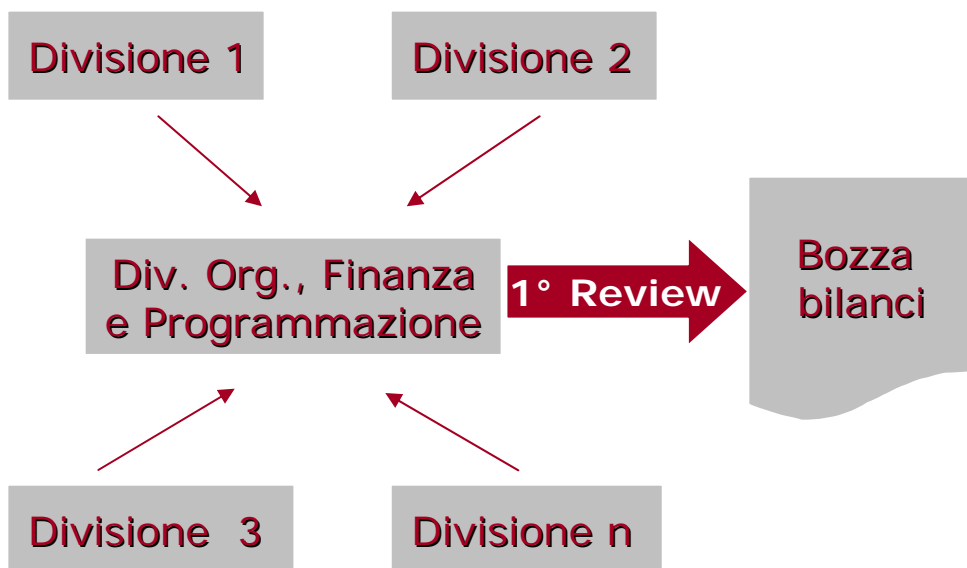 Divisione 1
Divisione 2
Div. Org., Finanza
e Programmazione
1° Review
Bozza
bilanci
Divisione 3
Divisione n